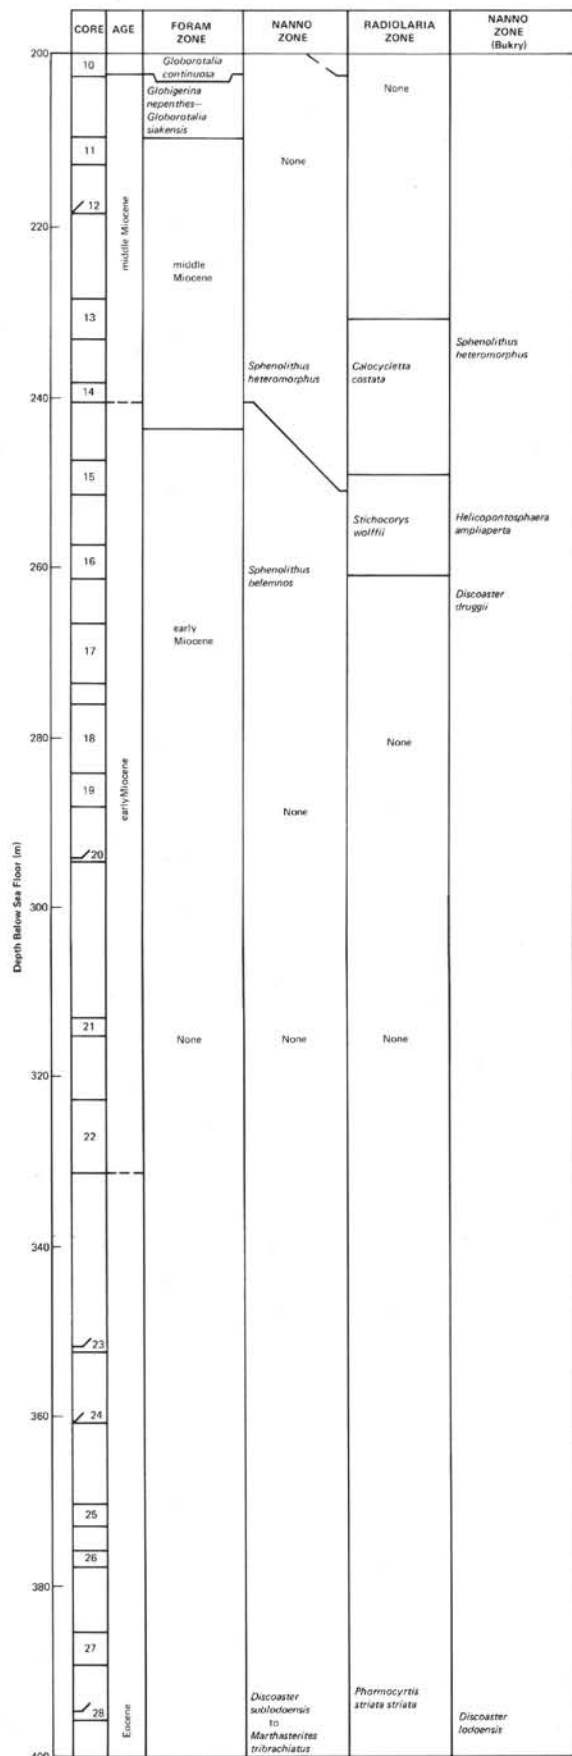 CORE
AGE
FORAM
ZONE
NANNO
ZONE
RADIOLARIA
ZONE
NANNO
ZONE
(Bukry)
200
10
Globorotalia
continuosa
Globigerina
nepenthes—
Globorotalia
siakensis
None
11
None
12
220
middle Miocene
middle
Miocene
13
Sphenolithus
heteromorphus
Sphenolithus
heteromorphus
Calocycletta
costata
240
14
15
Stichocorys
wolffii
Helicopontosphaera
ampliaperta
16
260
Sphenolithus
belemnos
Discoaster
druggii
early
Miocene
17
18
280
None
early Miocene
19
None
20
Depth Below Sea Floor (m)
300
21
None
None
None
320
22
340
23
360
24
25
26
380
27
28
Eocene
Discoaster
sublodoensis
to
Marthasterites
tribrachiatus
Phormocyrtis
striata striata
Discoaster
lodoensis
400